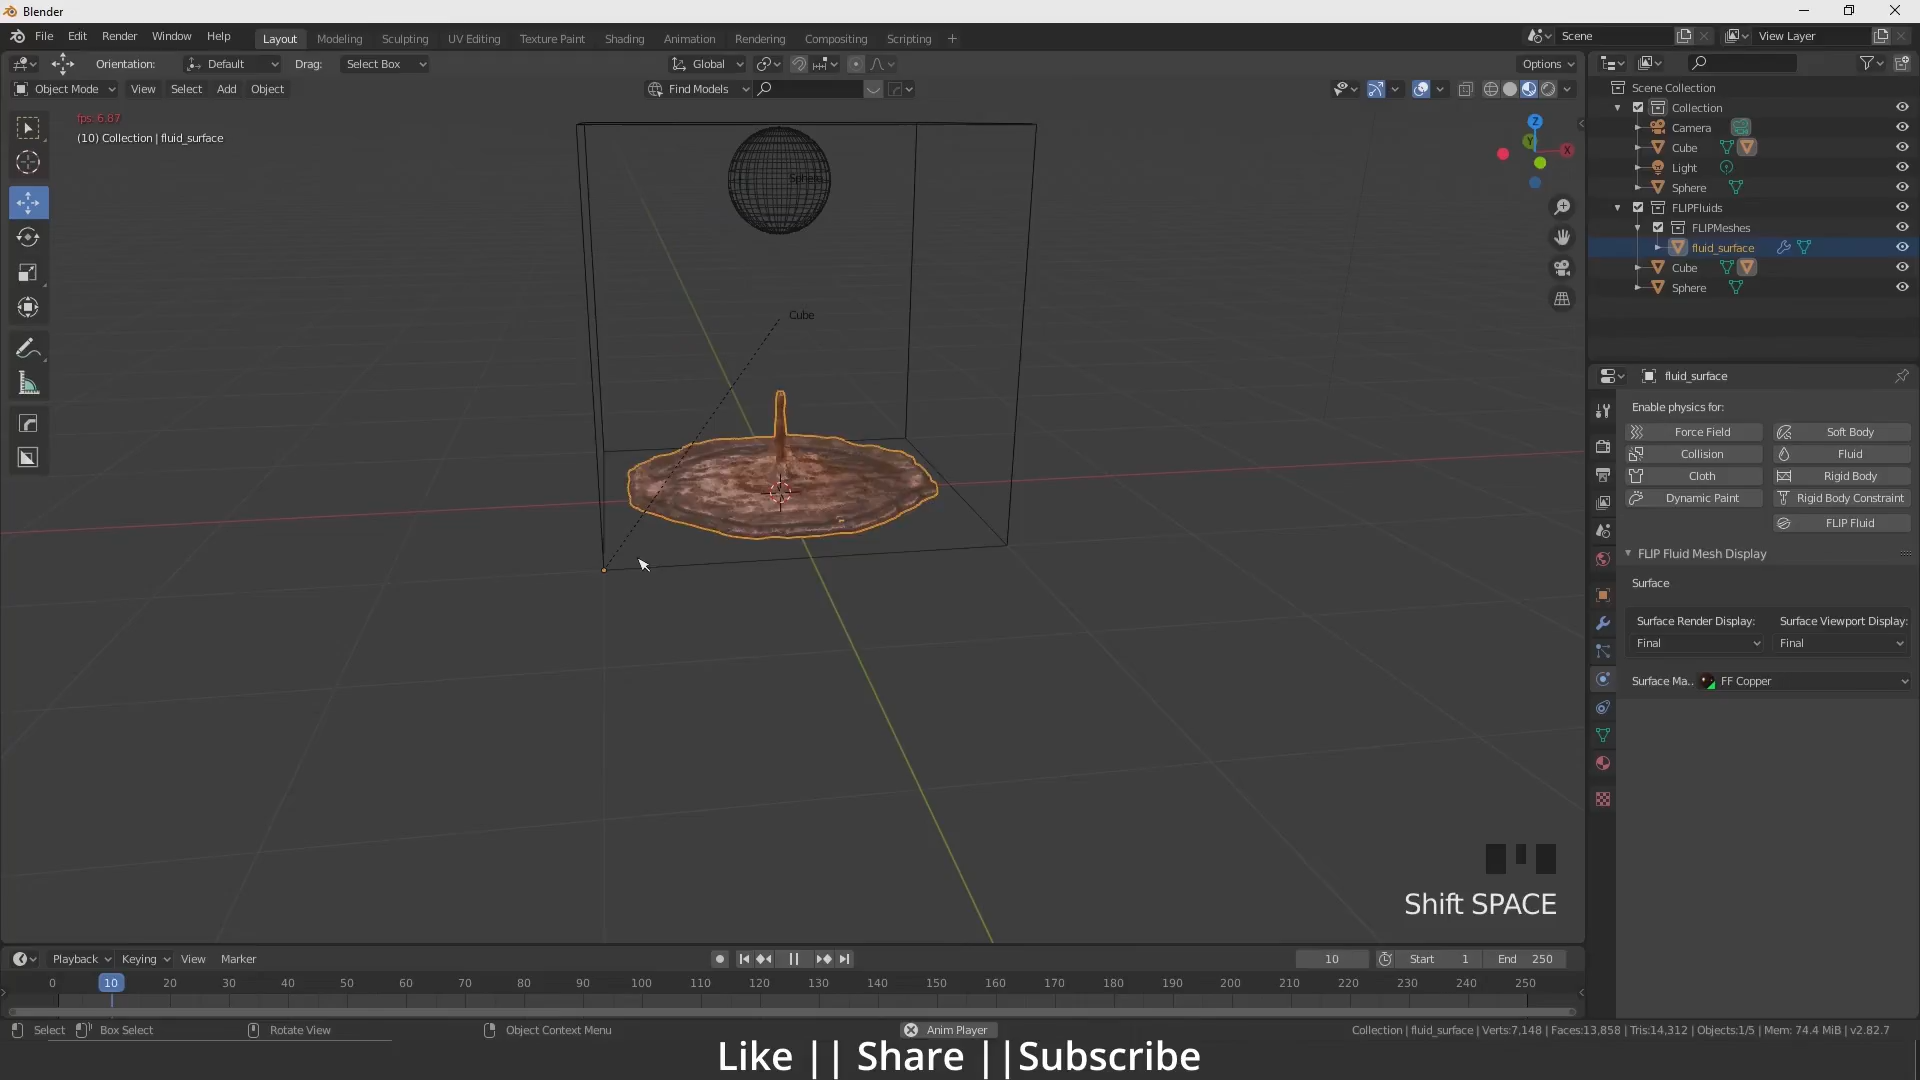 Blender
File Edit Render Window Help Layout Modeling Sculpting UV Editing Texture Paint Shading Animation Rendering Compositing Scripting + Scene View Layer
Orientation: Default Drag: Select Box Global Options
Object Mode View Select Add Object Find Models
fps: 6.87
(10) Collection | fluid_surface
Sphere
Cube
Z
Y
X
Scene Collection
Collection
Camera
Cube
Light
Sphere
FLIPFluids
FLIPMeshes
fluid_surface
Cube
Sphere
fluid_surface
Enable physics for:
Force Field Soft Body
Collision Fluid
Cloth Rigid Body
Dynamic Paint Rigid Body Constraint
FLIP Fluid
FLIP Fluid Mesh Display
Surface
Surface Render Display: Surface Viewport Display:
Final Final
Surface Ma.. FF Copper
Shift SPACE
Playback Keying View Marker 10 Start 1 End 250
0 10 20 30 40 50 60 70 80 90 100 110 120 130 140 150 160 170 180 190 200 210 220 230 240 250
Select Box Select Rotate View Object Context Menu Anim Player Collection | fluid_surface | Verts:7,148 | Faces:13,858 | Tris:14,312 | Objects:1/5 | Mem: 74.4 MiB | v2.82.7
Like || Share ||Subscribe